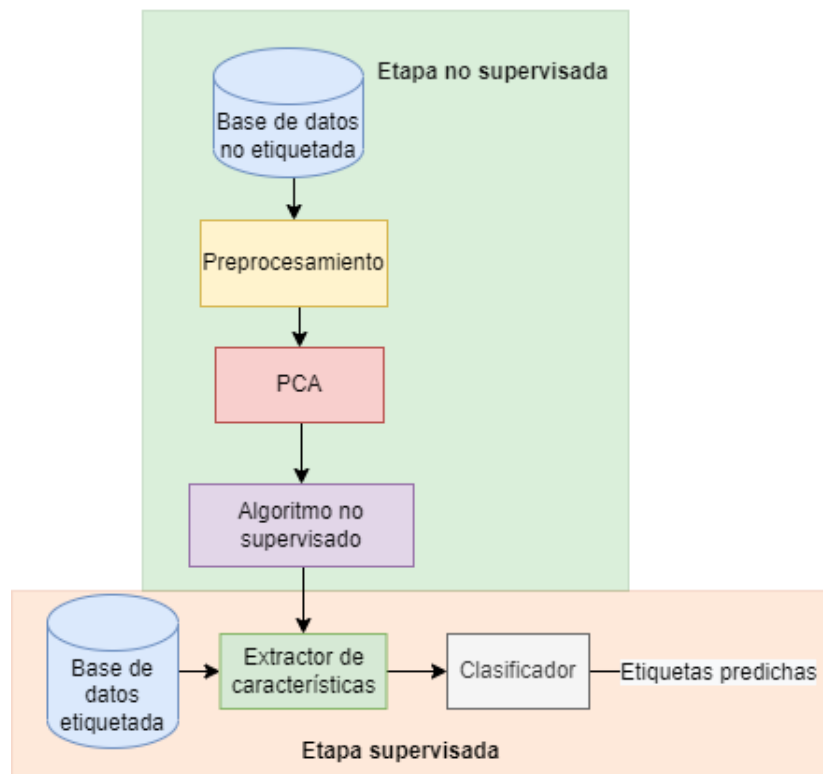 Etapa no supervisada
Base de datos
no etiquetada
Preprocesamiento
PCA
Algoritmo no
supervisado
Base de
datos
etiquetada
Extractor de
características
Clasificador
Etiquetas predichas
Etapa supervisada